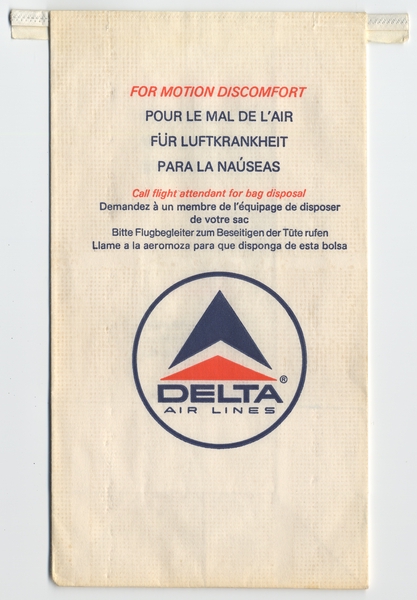 FOR MOTION DISCOMFORT
POUR LE MAL DE L'AIR
FÜR LUFTKRANKHEIT
PARA LA NAÚSEAS
Call flight attendant for bag disposal
Demandez à un membre de l'équipage de disposer
de votre sac
Bitte Flugbegleiter zum Beseitigen der Tüte rufen
Llame a la aeromoza para que disponga de esta bolsa
DELTA®
AIR LINES